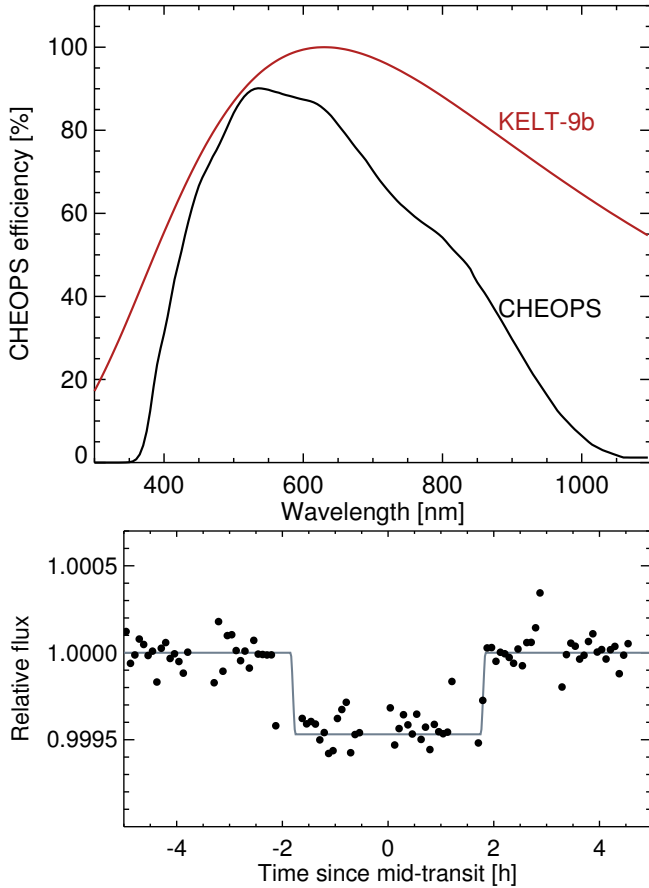 100
80
60
40
20
0
CHEOPS efficiency [%]
KELT-9b
CHEOPS
400 600 800 1000
Wavelength [nm]
1.0005
1.0000
0.9995
Relative flux
-4 -2 0 2 4
Time since mid-transit [h]